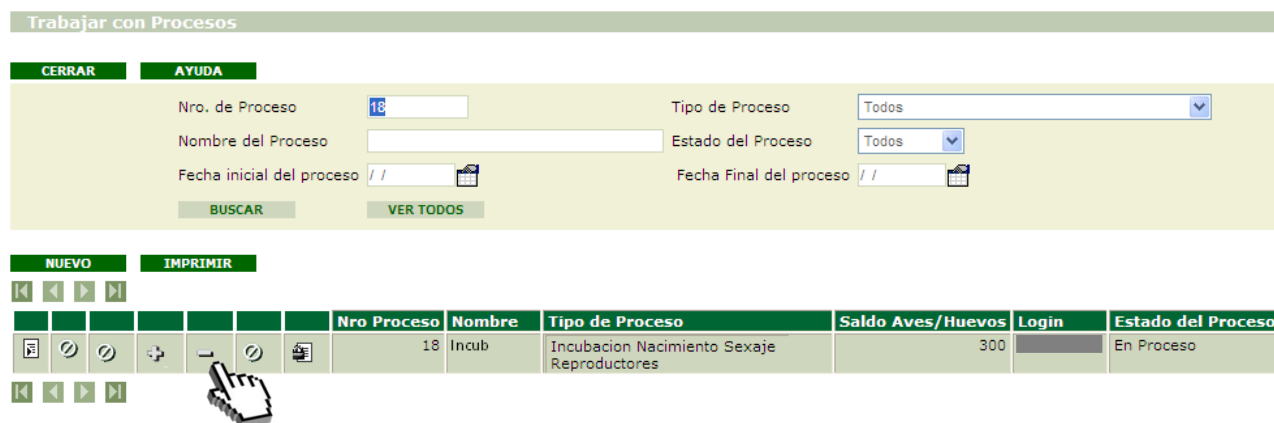 Trabajar con Procesos
CERRAR AYUDA
Nro. de Proceso 18 Tipo de Proceso Todos
Nombre del Proceso Estado del Proceso Todos
Fecha inicial del proceso / / Fecha Final del proceso / /
BUSCAR VER TODOS
NUEVO IMPRIMIR
Nro Proceso Nombre Tipo de Proceso Saldo Aves/Huevos Login Estado del Proceso
18 Incub Incubacion Nacimiento Sexaje 300 En Proceso
Reproductores